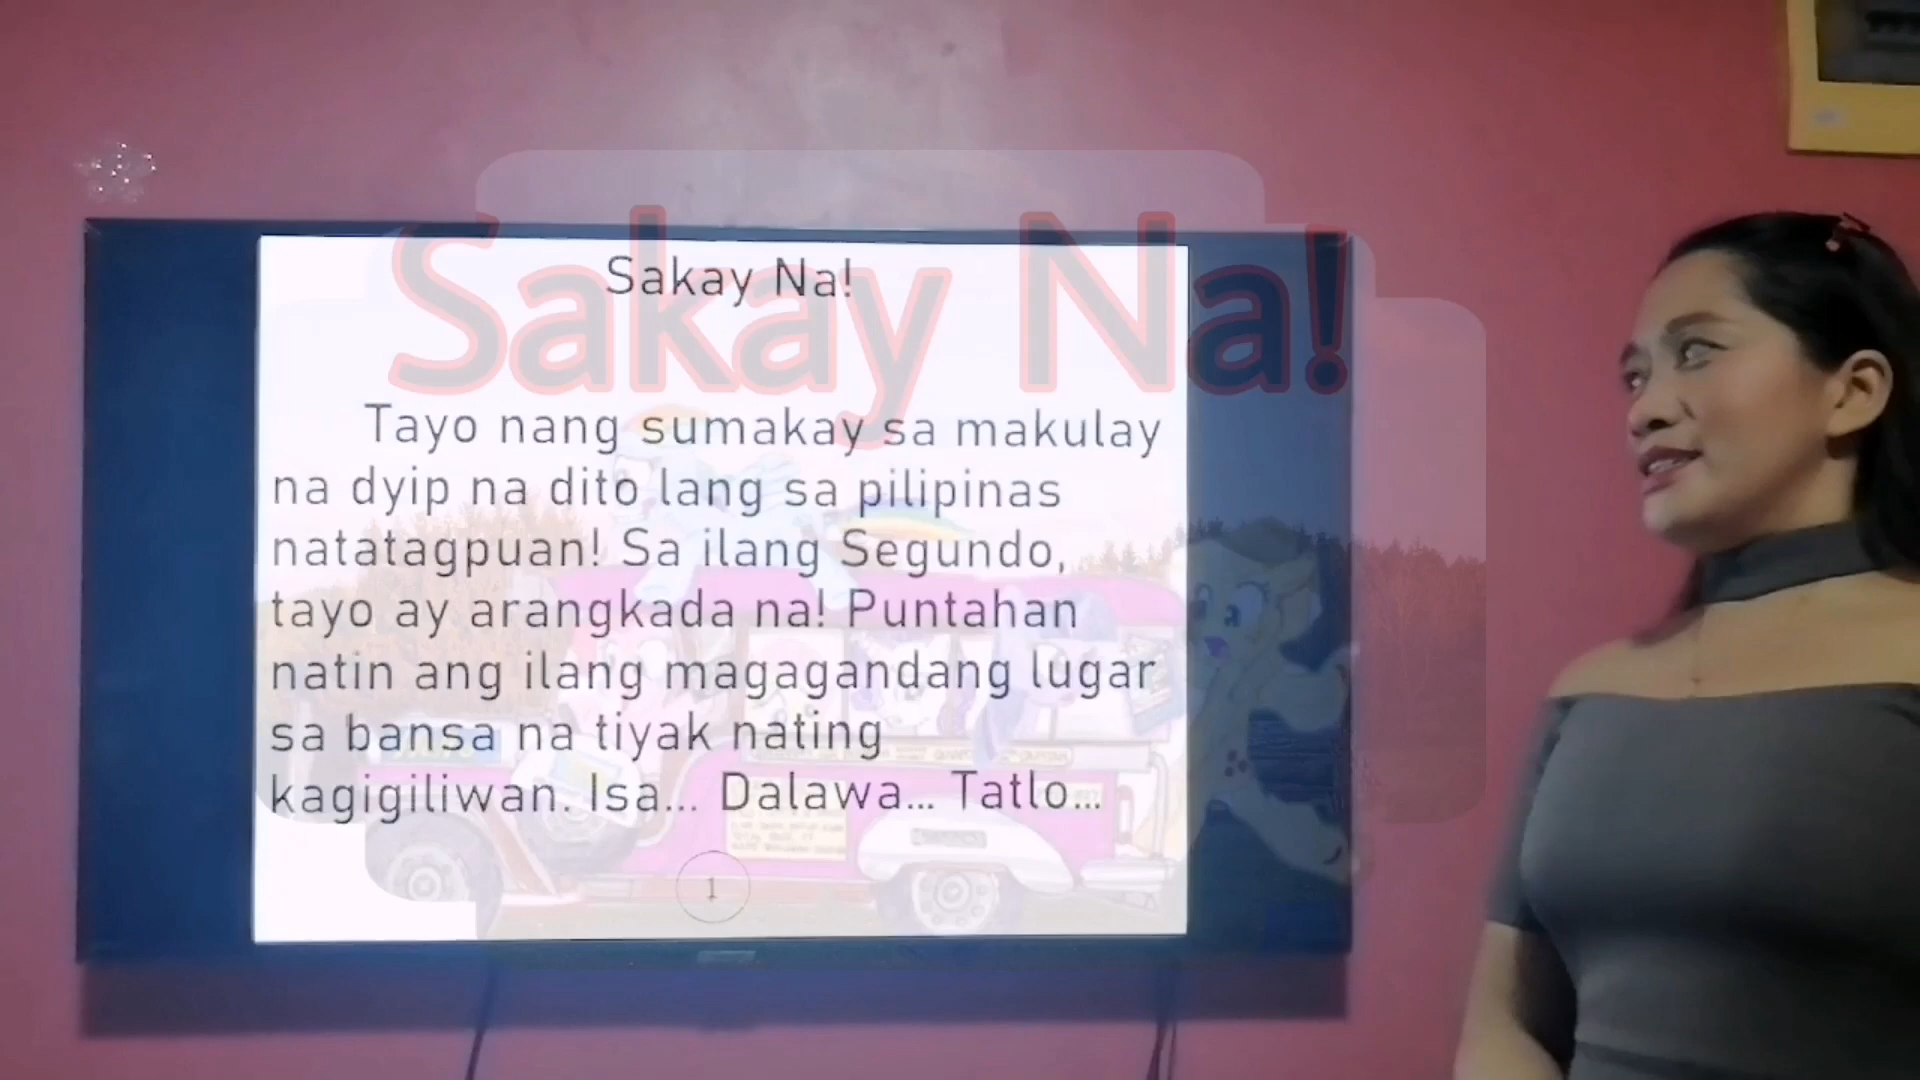 Sakay Na!
Sakay Na!
Tayo nang sumakay sa makulay
na dyip na dito lang sa pilipinas
natatagpuan! Sa ilang Segundo,
tayo ay arangkada na! Puntahan
natin ang ilang magagandang lugar
sa bansa na tiyak nating
kagigiliwan. Isa... Dalawa... Tatlo...
1